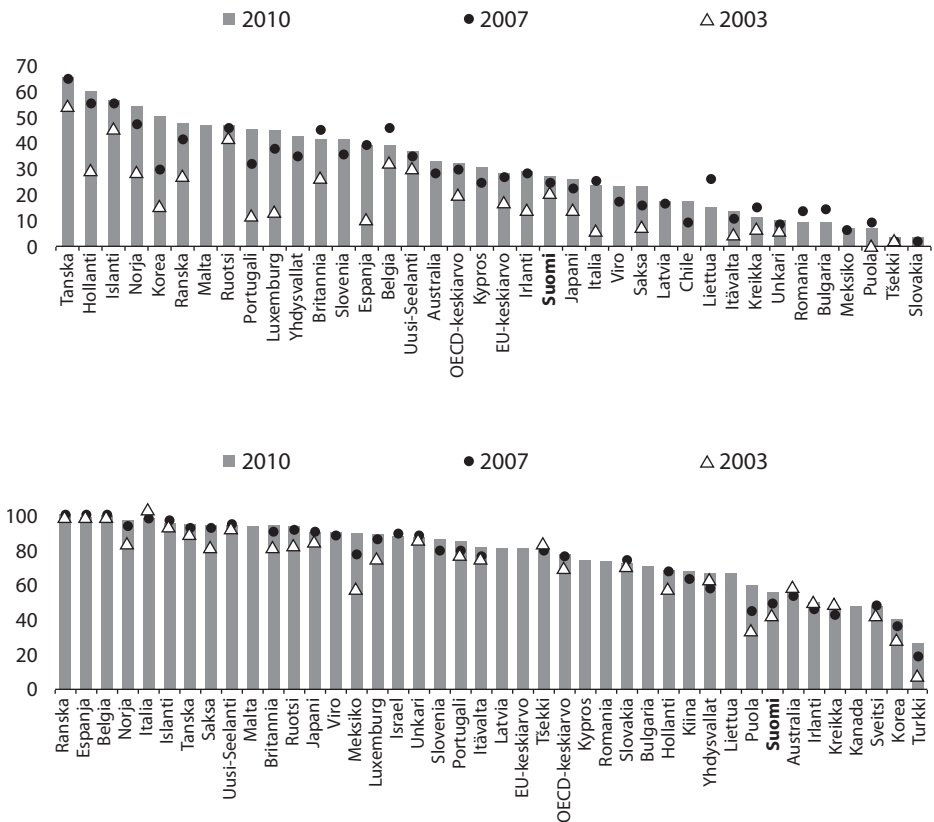 2010 2007 2003
70
60
50
40
30
20
10
0
Tanska
Hollanti
Islanti
Norja
Korea
Ranska
Malta
Ruotsi
Portugali
Luxemburg
Yhdysvallat
Britannia
Slovenia
Espanja
Belgia
Uusi-Seelanti
Australia
OECD-keskiarvo
Kypros
EU-keskiarvo
Irlanti
Suomi
Japani
Italia
Viro
Saksa
Latvia
Chile
Liettua
Itävalta
Kreikka
Unkari
Romania
Bulgaria
Meksiko
Puola
Tšekki
Slovakia
2010 2007 2003
100
80
60
40
20
0
Ranska
Espanja
Belgia
Norja
Italia
Islanti
Tanska
Saksa
Uusi-Seelanti
Malta
Britannia
Ruotsi
Japani
Viro
Meksiko
Luxemburg
Israel
Unkari
Slovenia
Portugali
Itävalta
Latvia
EU-keskiarvo
Tšekki
OECD-keskiarvo
Kypros
Romania
Slovakia
Bulgaria
Hollanti
Kiina
Yhdysvallat
Liettua
Puola
Suomi
Australia
Irlanti
Kreikka
Kanada
Sveitsi
Korea
Turkki